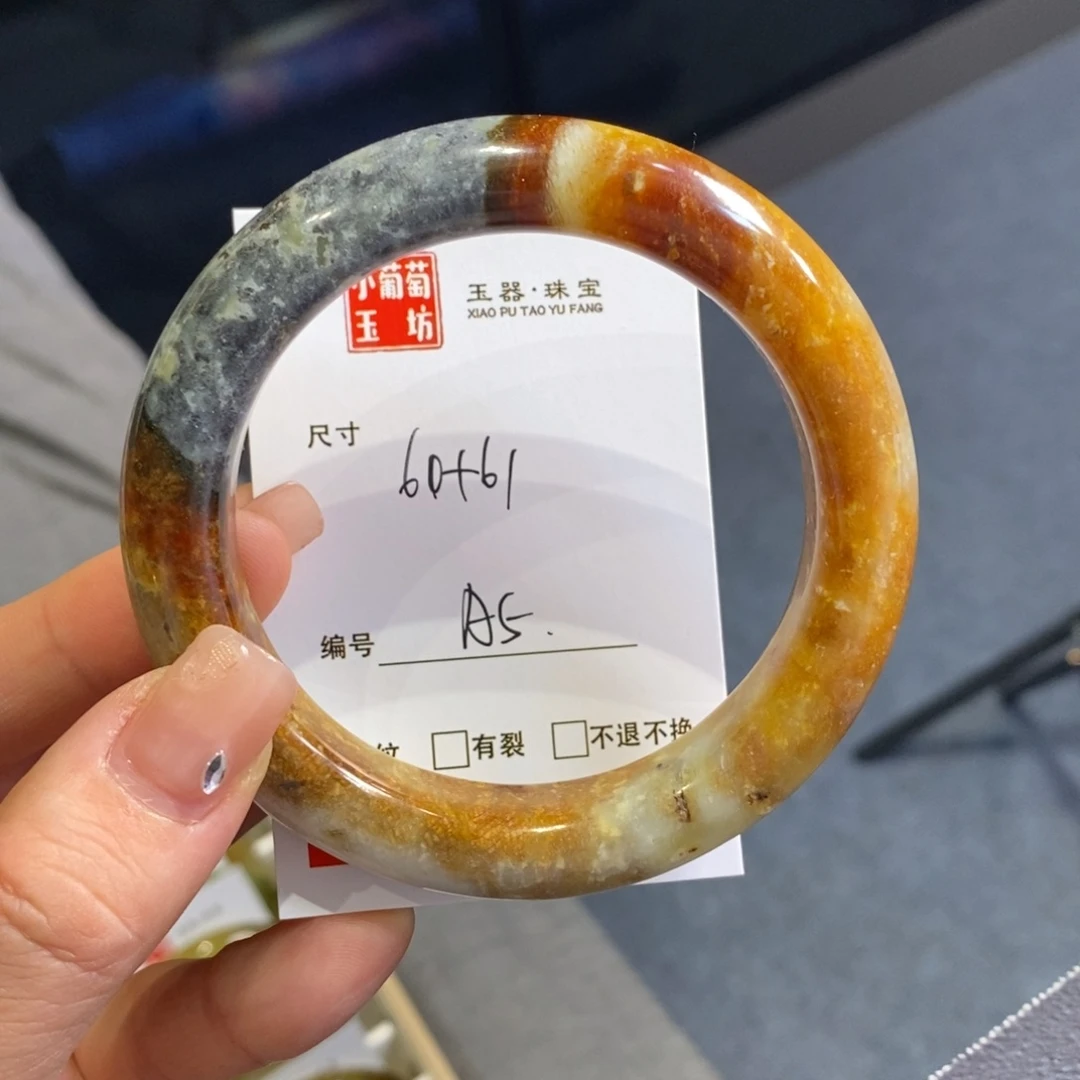 小葡萄
玉坊
玉器·珠宝
XIAO PU TAO YU FANG
尺寸
60+61
编号 A5.
纹 □有裂 □不退不换